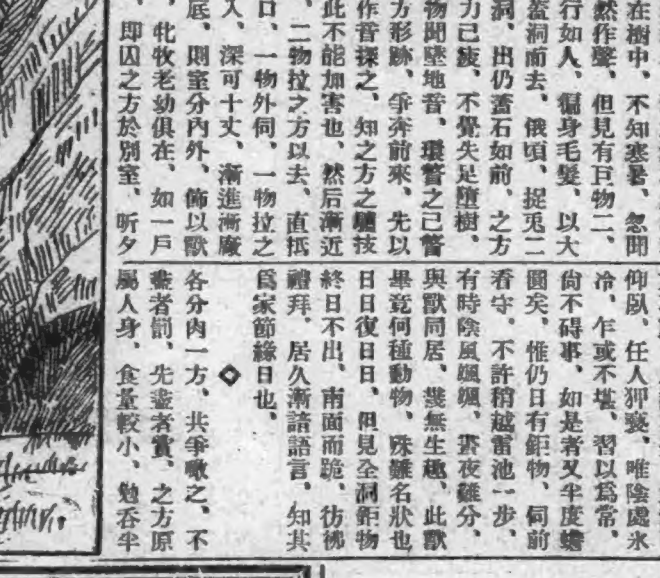 在樹中、不知寒暑、忽聞
然作聲、但見有巨物二、
行如人、徧身毛髮、以大
蓋洞而去、俄頃、捉兎二
洞、出仍蓋石如前、之方
力已疲、不覺失足墮樹、
物聞墜地音、環瞥之已瞥
方形跡、爭奔前來、先以
作音探之、知之方之驢技
此不能加害也、然后漸近
、二物拉之方以去、直抵
口、一物外伺、一物拉之
入、深可十丈、漸進漸廠
底、則室分內外、飾以獸
、牝牧老幼俱在、如一戶
、即囚之方於別室、昕夕
仰臥、任人狎褻、唯陰處氷
冷、乍或不堪、習以爲常、
尙不碍事、如是者又半度蟾
圓矣、惟仍日有鉅物、伺前
看守、不許稍越雷池一步、
有時陰風颯颯、晝夜難分、
與獸同居、無生趣、此獸
畢竟何種動物、殊難名狀也
日日復日日、但見全洞鉅物
終日不出、南面而跪、彷彿
禮拜、居久漸諳語言、知其
爲家節緣日也、
◇
各分肉一方、共爭噉之、不
盡者罰、先盡者賞、之方原
屬人身、食量較小、勉吞半